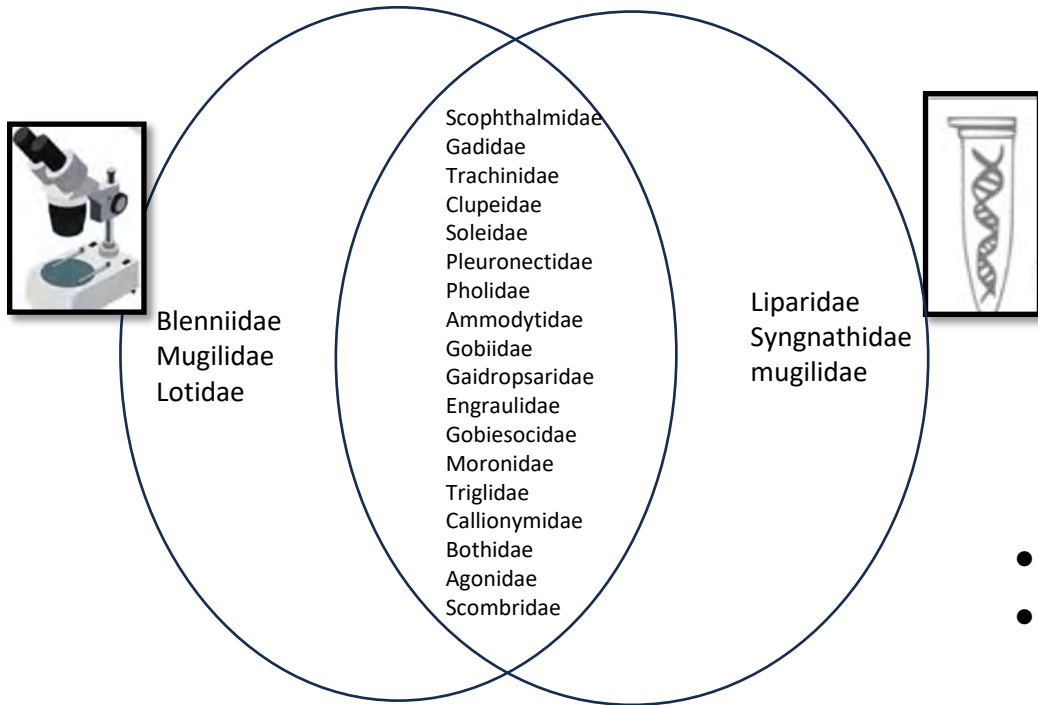 Blenniidae
Mugilidae
Lotidae
Scophthalmidae
Gadidae
Trachinidae
Clupeidae
Soleidae
Pleuronectidae
Pholidae
Ammodytidae
Gobiidae
Gaidropsaridae
Engraulidae
Gobiesocidae
Moronidae
Triglidae
Callionymidae
Bothidae
Agonidae
Scombridae
Liparidae
Syngnathidae
mugilidae